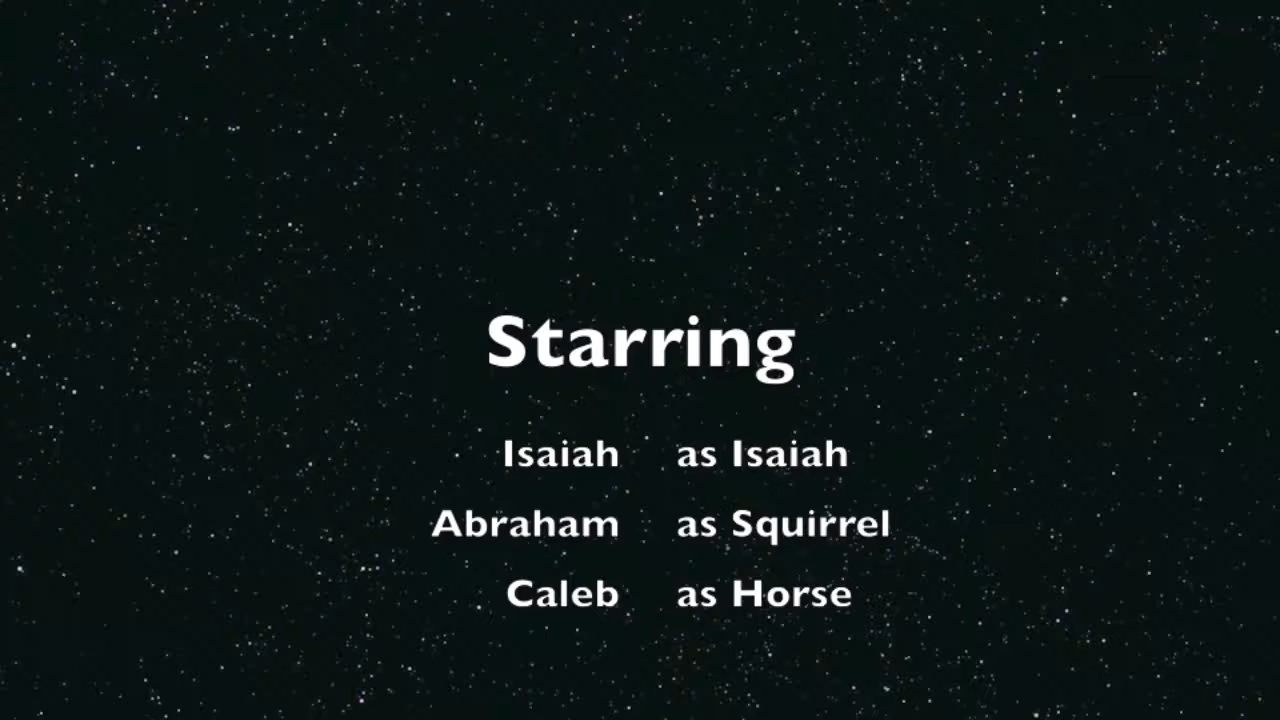 Starring
Isaiah as Isaiah
Abraham as Squirrel
Caleb as Horse